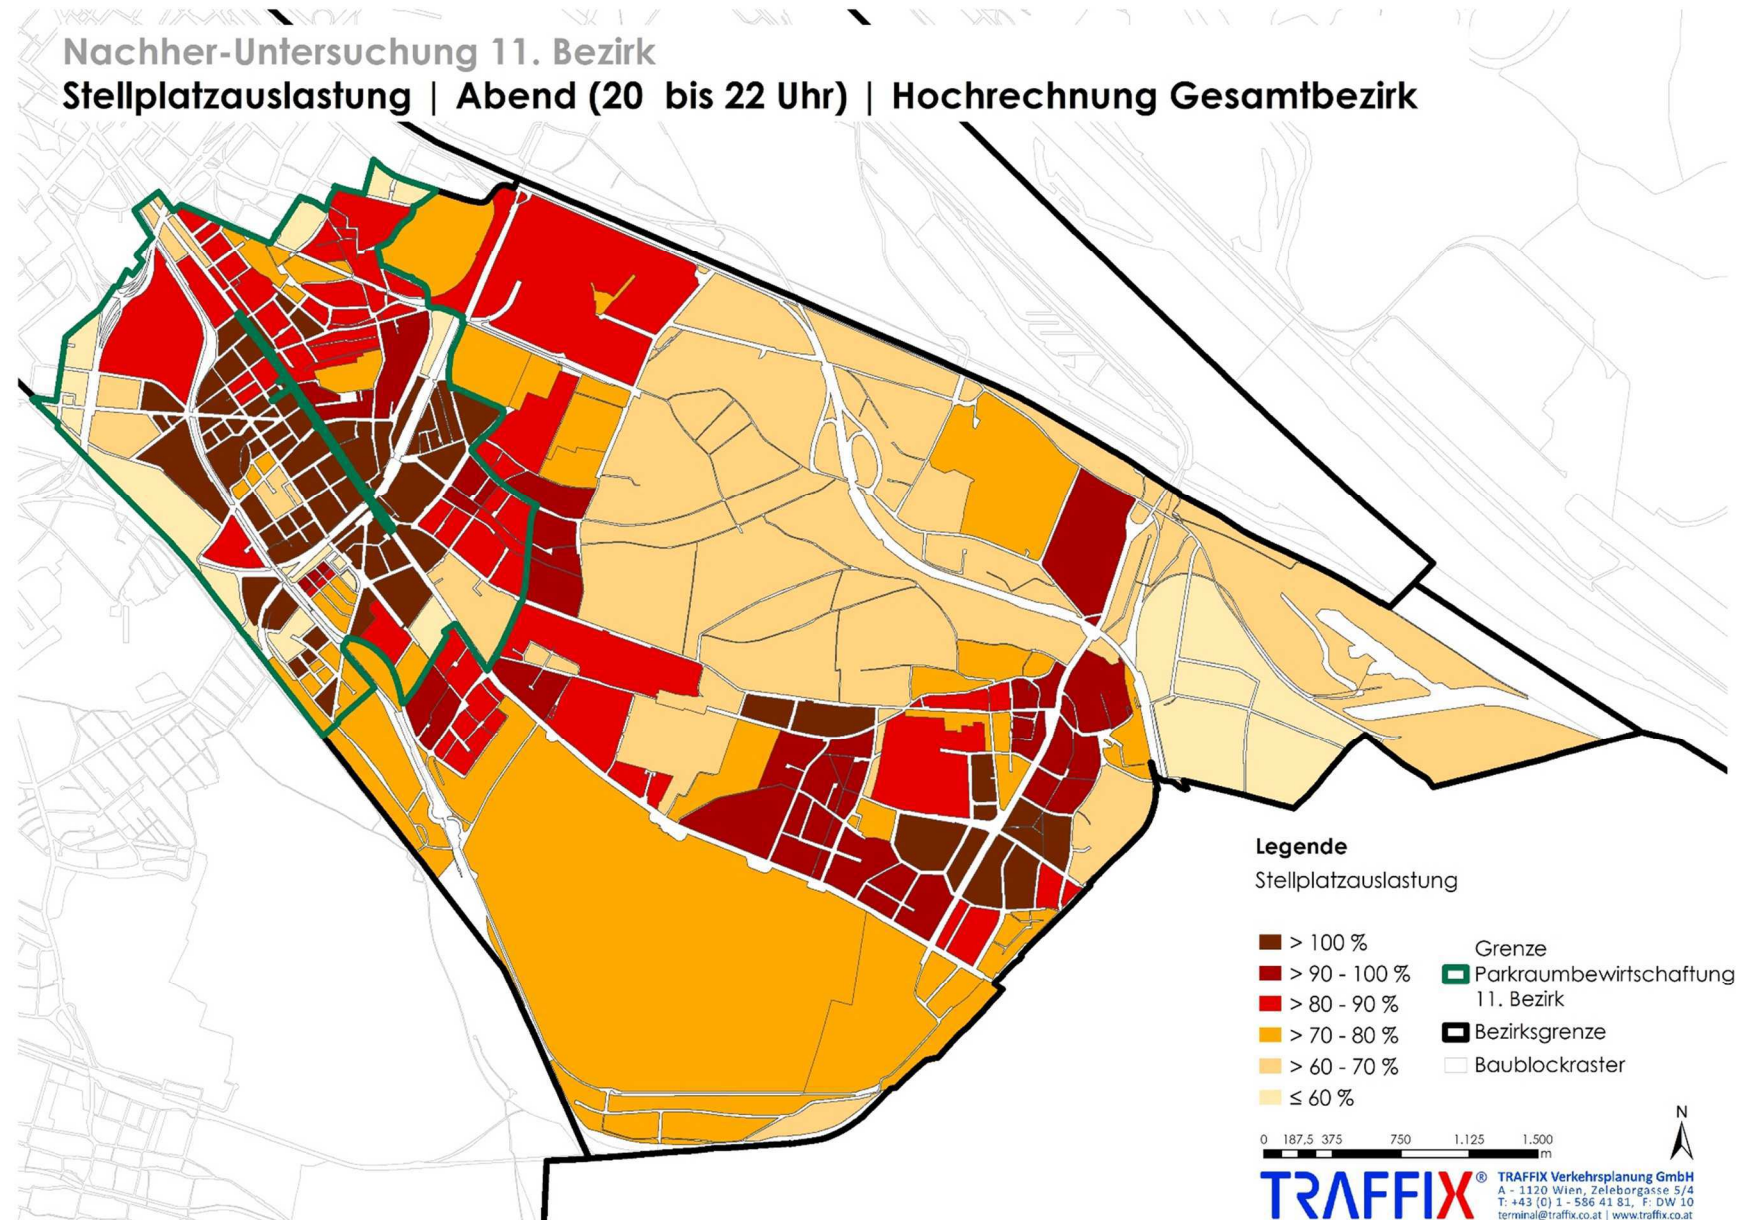 Nachher-Untersuchung 11. Bezirk
Stellplatzauslastung | Abend (20 bis 22 Uhr) | Hochrechnung Gesamtbezirk
Legende
Stellplatzauslastung
> 100 %
> 90 - 100 %
> 80 - 90 %
> 70 - 80 %
> 60 - 70 %
≤ 60 %
Grenze
Parkraumbewirtschaftung
11. Bezirk
Bezirksgrenze
Baublockraster
N
0 187,5 375 750 1.125 1.500
m
TRAFFIX®
TRAFFIX Verkehrsplanung GmbH
A - 1120 Wien, Zeleborgasse 5/4
T: +43 (0) 1 - 586 41 81, F: DW 10
terminal@traffix.co.at | www.traffix.co.at